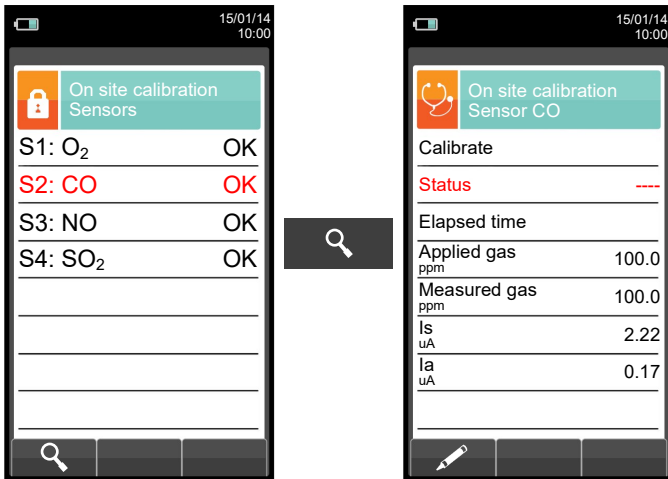 15/01/14
10:00
On site calibration
Sensors
S1: O₂ OK
S2: CO OK
S3: NO OK
S4: SO₂ OK
15/01/14
10:00
On site calibration
Sensor CO
Calibrate
Status ----
Elapsed time
Applied gas 100.0
ppm
Measured gas 100.0
ppm
Is 2.22
uA
Ia 0.17
uA